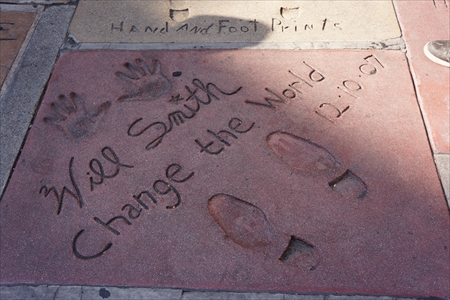 Hand And Foot Prints
Will Smith
Change the World
12.10.07